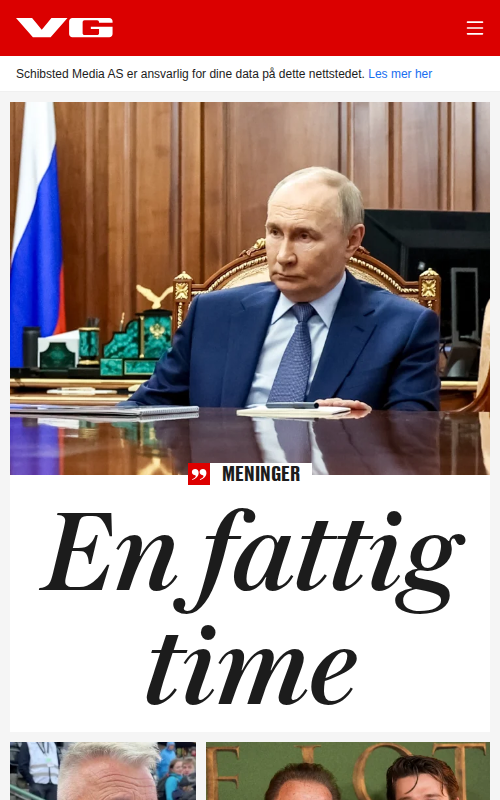 VG
Schibsted Media AS er ansvarlig for dine data på dette nettstedet. Les mer her
MENINGER
En fattig
time